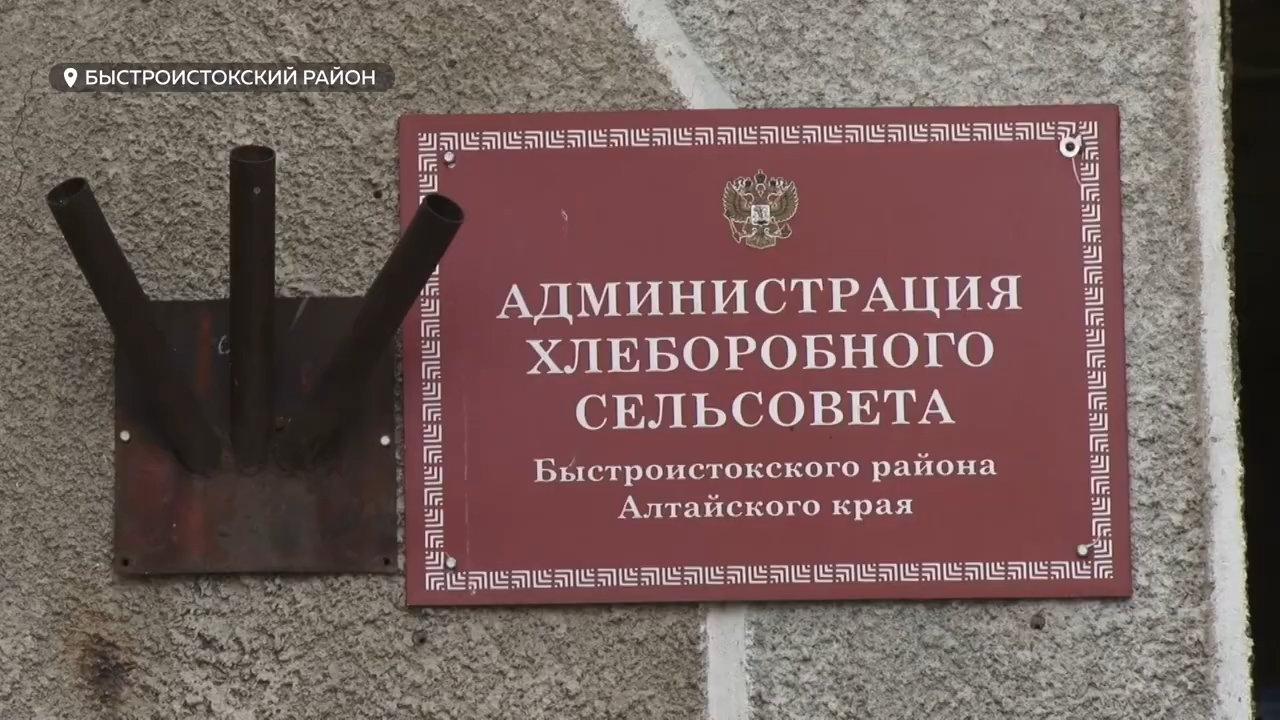 БЫСТРОИСТОКСКИЙ РАЙОН
АДМИНИСТРАЦИЯ
ХЛЕБОРОБНОГО
СЕЛЬСОВЕТА
Быстроистокского района
Алтайского края